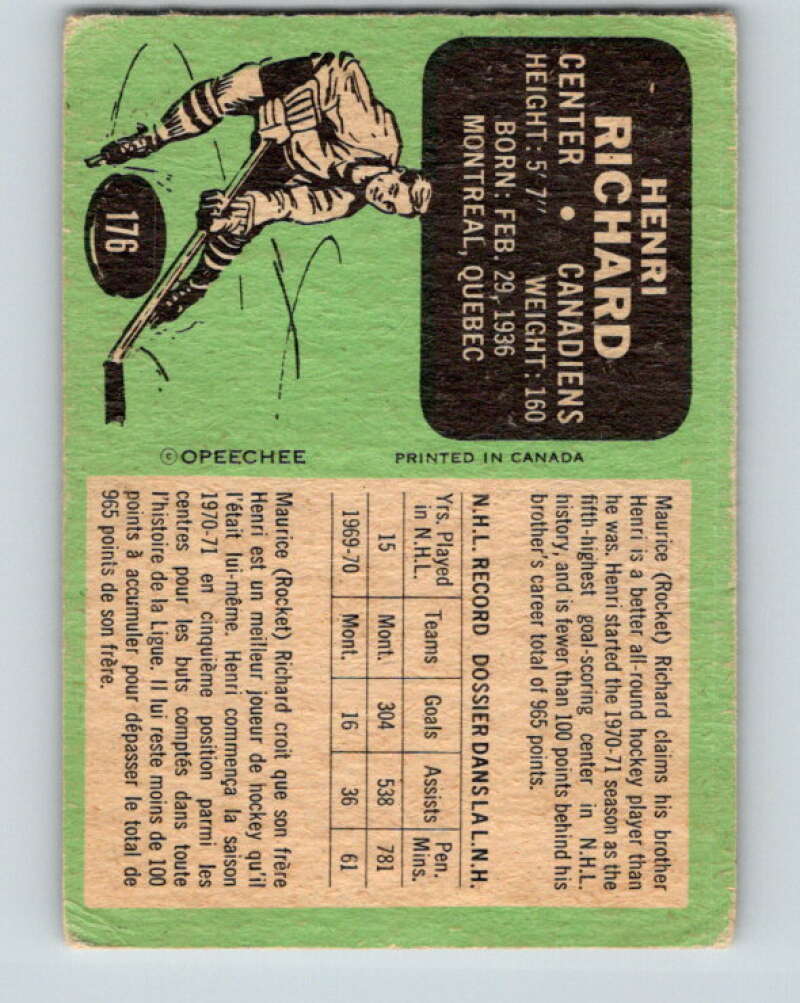 HENRI
RICHARD
CENTER • CANADIENS
HEIGHT: 5'7" WEIGHT: 160
BORN: FEB. 29, 1936
MONTREAL, QUEBEC
176
© OPEECHEE
PRINTED IN CANADA
Maurice (Rocket) Richard claims his brother
Henri is a better all-round hockey player than
he was. Henri started the 1970-71 season as the
fifth-highest goal-scoring center in N.H.L.
history, and is fewer than 100 points behind his
brother's career total of 965 points.
N.H.L. RECORD DOSSIER DANS LA L.N.H.
Yrs. Played in N.H.L. Teams Goals Assists Pen. Mins.
15 Mont. 304 538 781
1969-70 Mont. 16 36 61
Maurice (Rocket) Richard croit que son frère
Henri est un meilleur joueur de hockey qu'il
l'était lui-même. Henri commença la saison
1970-71 en cinquième position parmi les
centres pour les buts comptés dans toute
l'histoire de la Ligue. Il lui reste moins de 100
points à accumuler pour dépasser le total de
965 points de son frère.